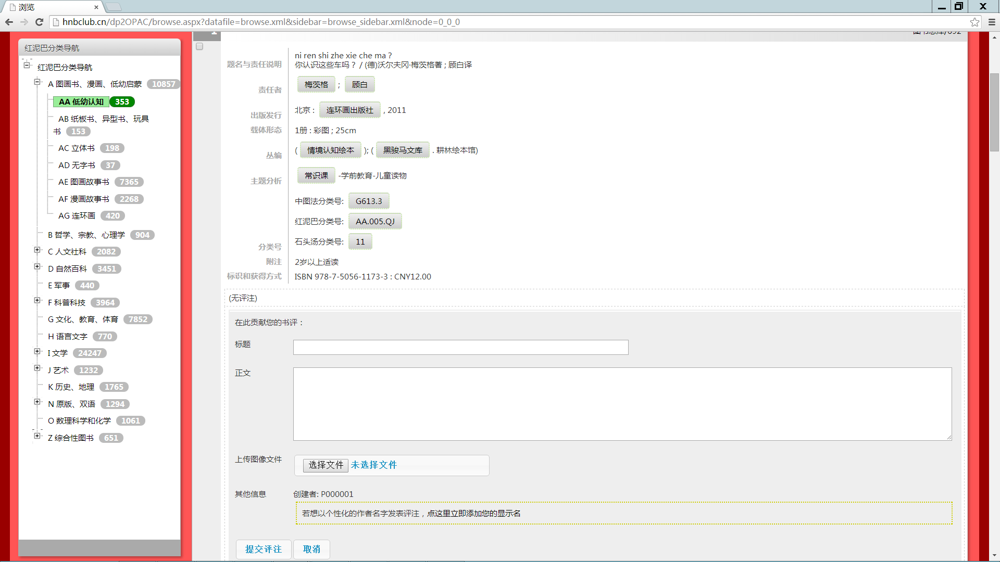 浏览
hnbclub.cn/dp2OPAC/browse.aspx?datafile=browse.xml&sidebar=browse_sidebar.xml&node=0_0_0
红泥巴分类导航
红泥巴分类导航
A 图画书、漫画、低幼启蒙 10857
AA 低幼认知 353
AB 纸板书、异型书、玩具
书 153
AC 立体书 198
AD 无字书 37
AE 图画故事书 7365
AF 漫画故事书 2268
AG 连环画 420
B 哲学、宗教、心理学 904
C 人文社科 2082
D 自然百科 3451
E 军事 440
F 科普科技 3964
G 文化、教育、体育 7852
H 语言文字 770
I 文学 24247
J 艺术 1232
K 历史、地理 1765
N 原版、双语 1294
O 数理科学和化学 1061
Z 综合性图书 651
题名与责任说明
ni ren shi zhe xie che ma ?
你认识这些车吗？ / (德)沃尔夫冈·梅茨格著 ; 顾白译
责任者 梅茨格 ; 顾白
出版发行 北京 : 连环画出版社 , 2011
载体形态 1册 : 彩图 ; 25cm
丛编 ( 情境认知绘本 ); ( 黑骏马文库 . 耕林绘本馆)
主题分析 常识课 -学前教育-儿童读物
中图法分类号: G613.3
红泥巴分类号: AA.005.QJ
石头汤分类号: 11
分类号
附注 2岁以上适读
标识和获得方式 ISBN 978-7-5056-1173-3 : CNY12.00
(无评注)
在此贡献您的书评：
标题
正文
上传图像文件 选择文件 未选择文件
其他信息 创建者: P000001
若想以个性化的作者名字发表评注，点这里立即添加您的显示名
提交评注 取消